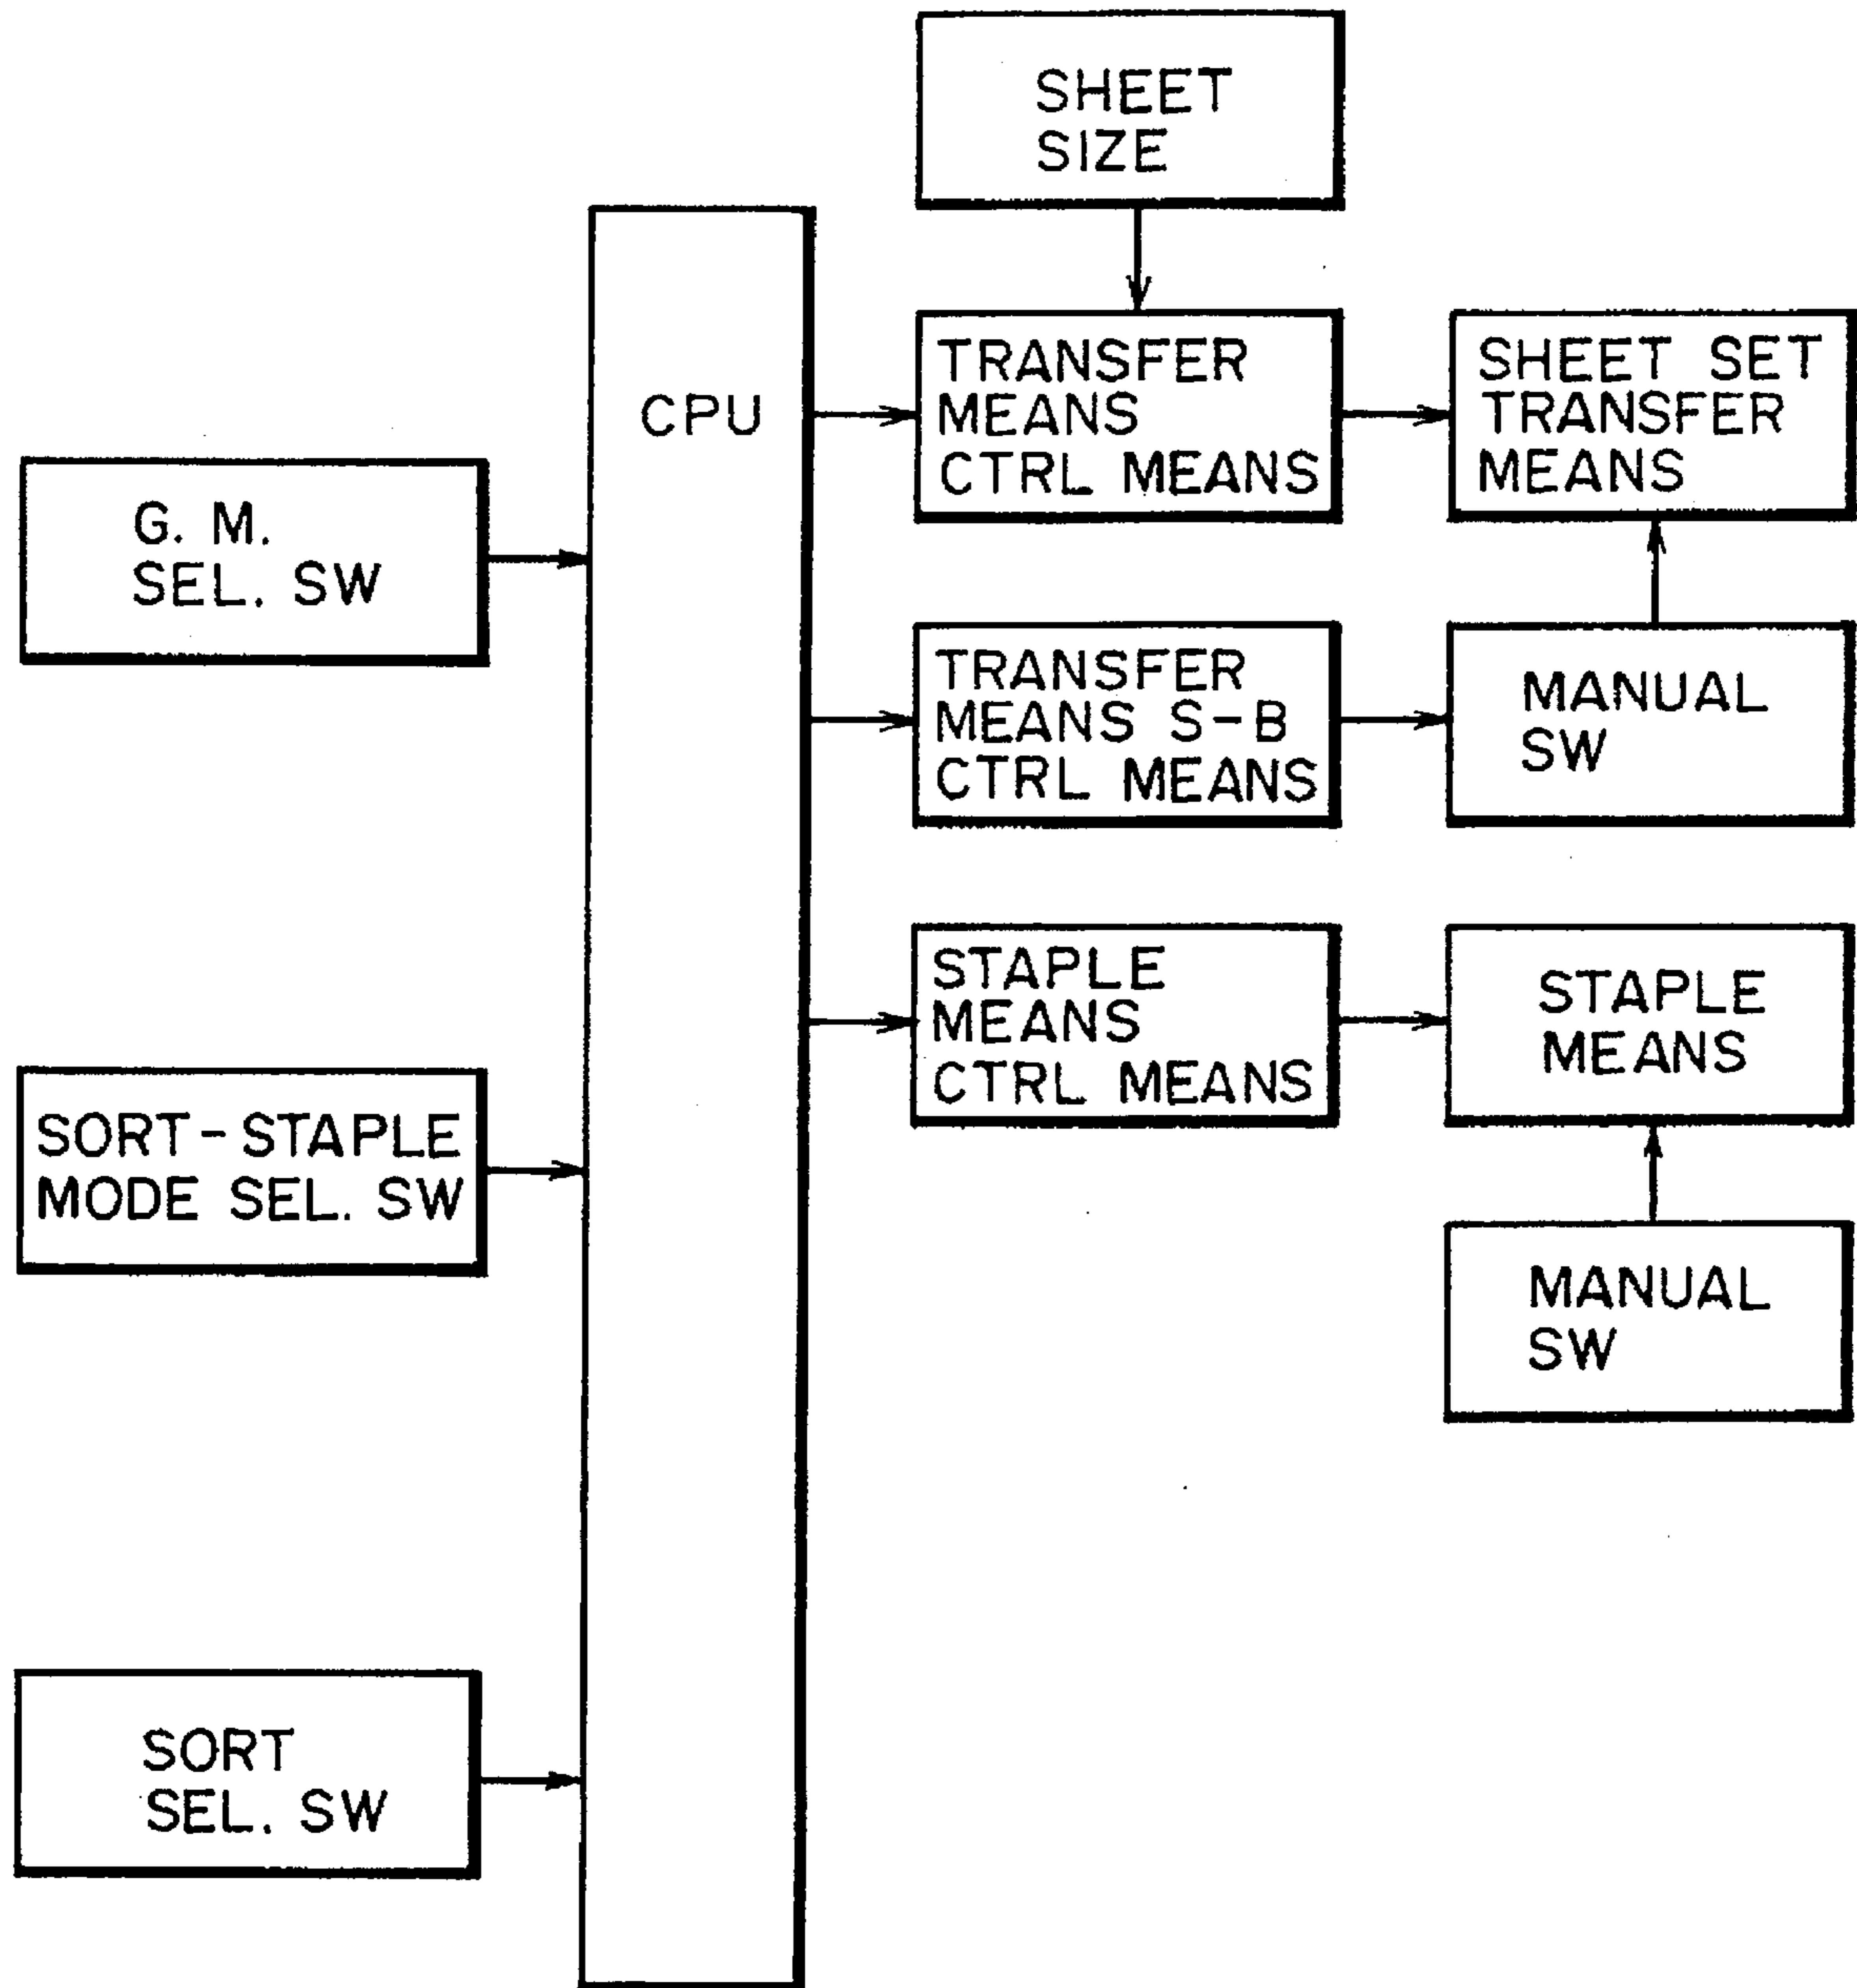 SHEET
SIZE
CPU
TRANSFER
MEANS
CTRL MEANS
SHEET SET
TRANSFER
MEANS
G. M.
SEL. SW
TRANSFER
MEANS S-B
CTRL MEANS
MANUAL
SW
STAPLE
MEANS
CTRL MEANS
STAPLE
MEANS
SORT-STAPLE
MODE SEL. SW
MANUAL
SW
SORT
SEL. SW